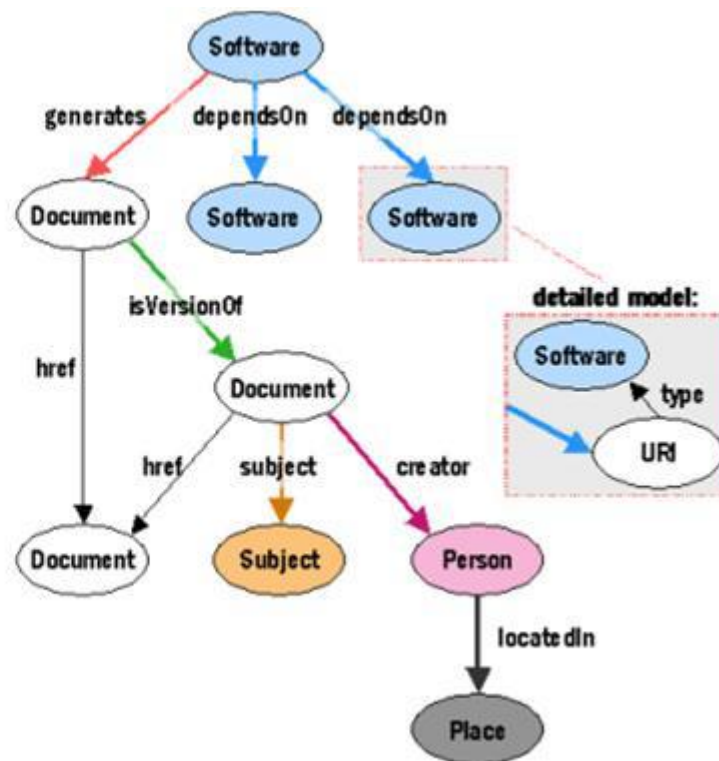 Software
generates
dependsOn
dependsOn
Document
Software
Software
detailed model:
isVersionOf
Software
href
Document
type
URI
href
subject
creator
Document
Subject
Person
locatedIn
Place